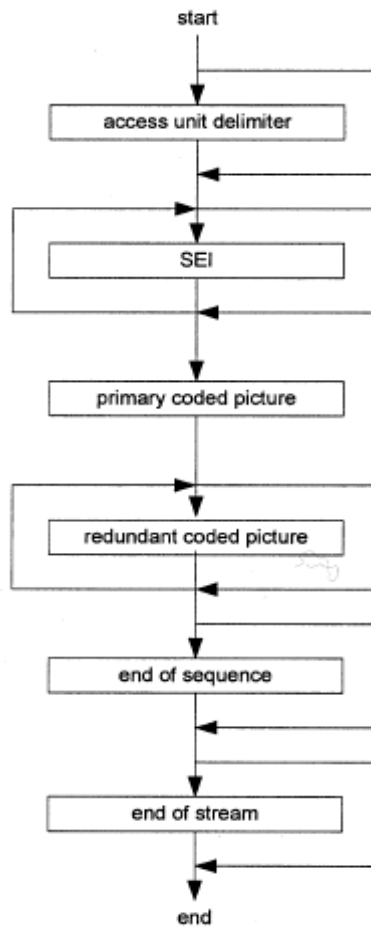 start
access unit delimiter
SEI
primary coded picture
redundant coded picture
end of sequence
end of stream
end